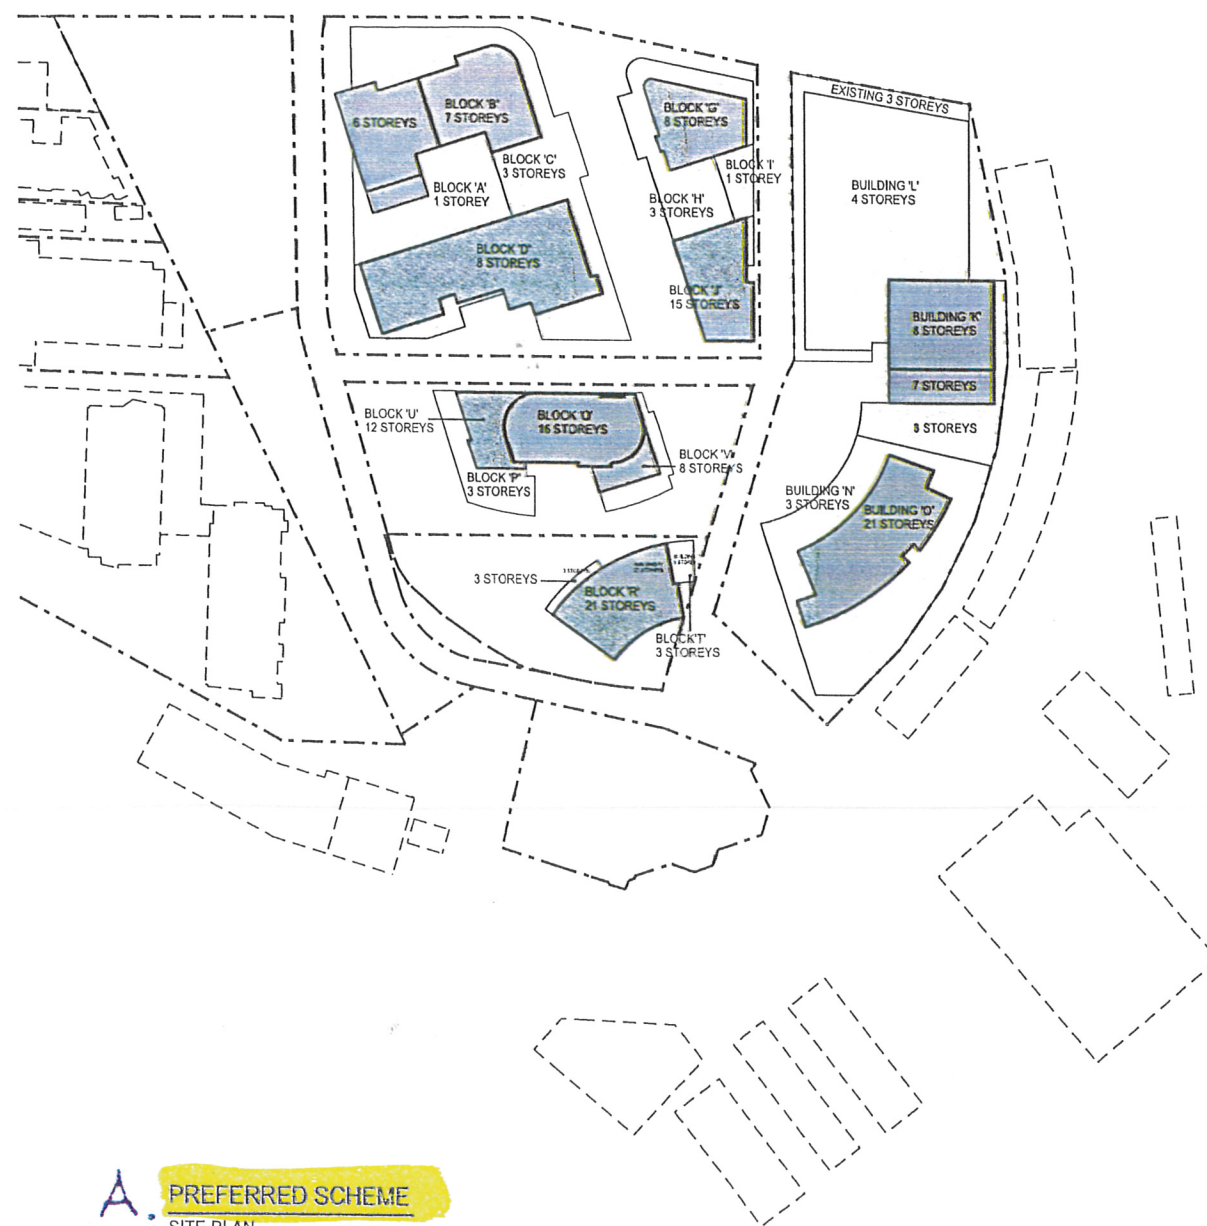 EXISTING 3 STOREYS
BLOCK 'B'
7 STOREYS
6 STOREYS
BLOCK 'G'
8 STOREYS
BLOCK 'C'
3 STOREYS
BLOCK 'I'
1 STOREY
BLOCK 'A'
1 STOREY
BLOCK 'H'
3 STOREYS
BUILDING 'L'
4 STOREYS
BLOCK 'D'
8 STOREYS
BLOCK 'J'
15 STOREYS
BUILDING 'K'
8 STOREYS
7 STOREYS
3 STOREYS
BLOCK 'U'
12 STOREYS
16 STOREYS
BLOCK 'V'
8 STOREYS
BLOCK 'P'
3 STOREYS
BUILDING 'N'
3 STOREYS
BUILDING 'O'
21 STOREYS
3 STOREYS
BLOCK 'R'
21 STOREYS
BLOCK 'T'
3 STOREYS
A. PREFERRED SCHEME
SITE PLAN